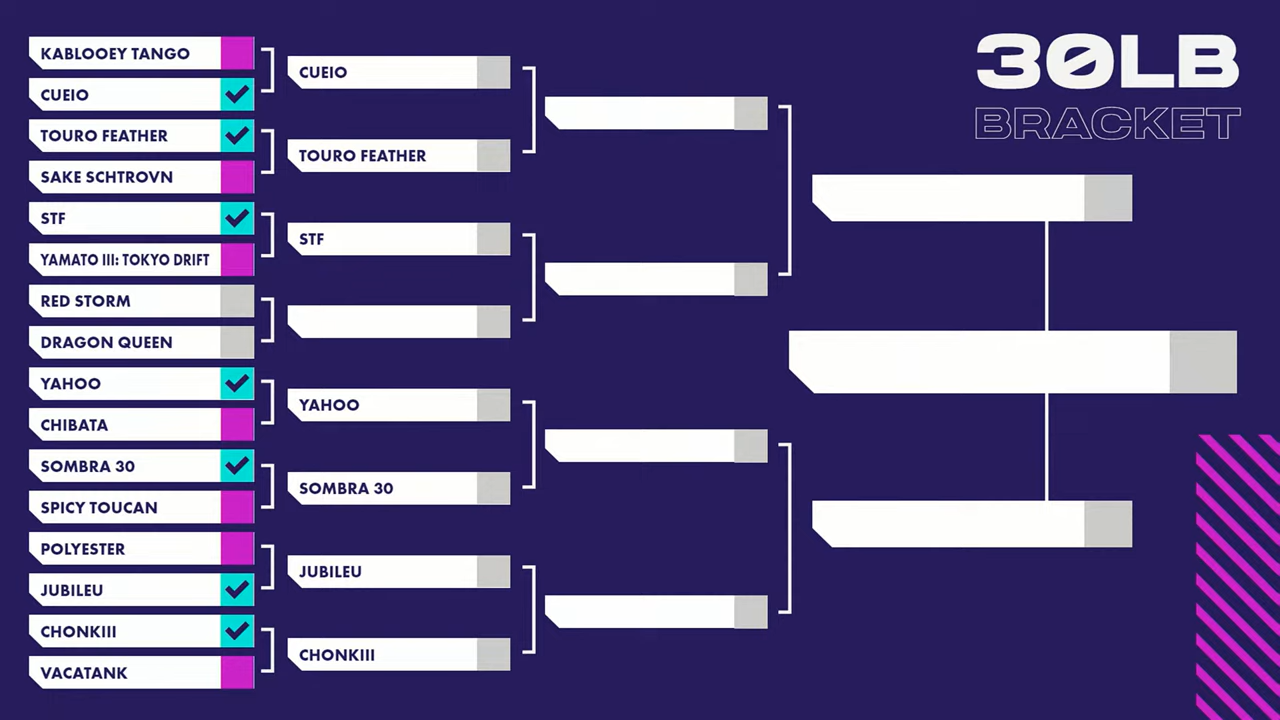 30LB
BRACKET
KABLOOEY TANGO
CUEIO
TOURO FEATHER
SAKE SCHTROVN
STF
YAMATO III: TOKYO DRIFT
RED STORM
DRAGON QUEEN
YAHOO
CHIBATA
SOMBRA 30
SPICY TOUCAN
POLYESTER
JUBILEU
CHONKIII
VACATANK
CUEIO
TOURO FEATHER
STF
YAHOO
SOMBRA 30
JUBILEU
CHONKIII